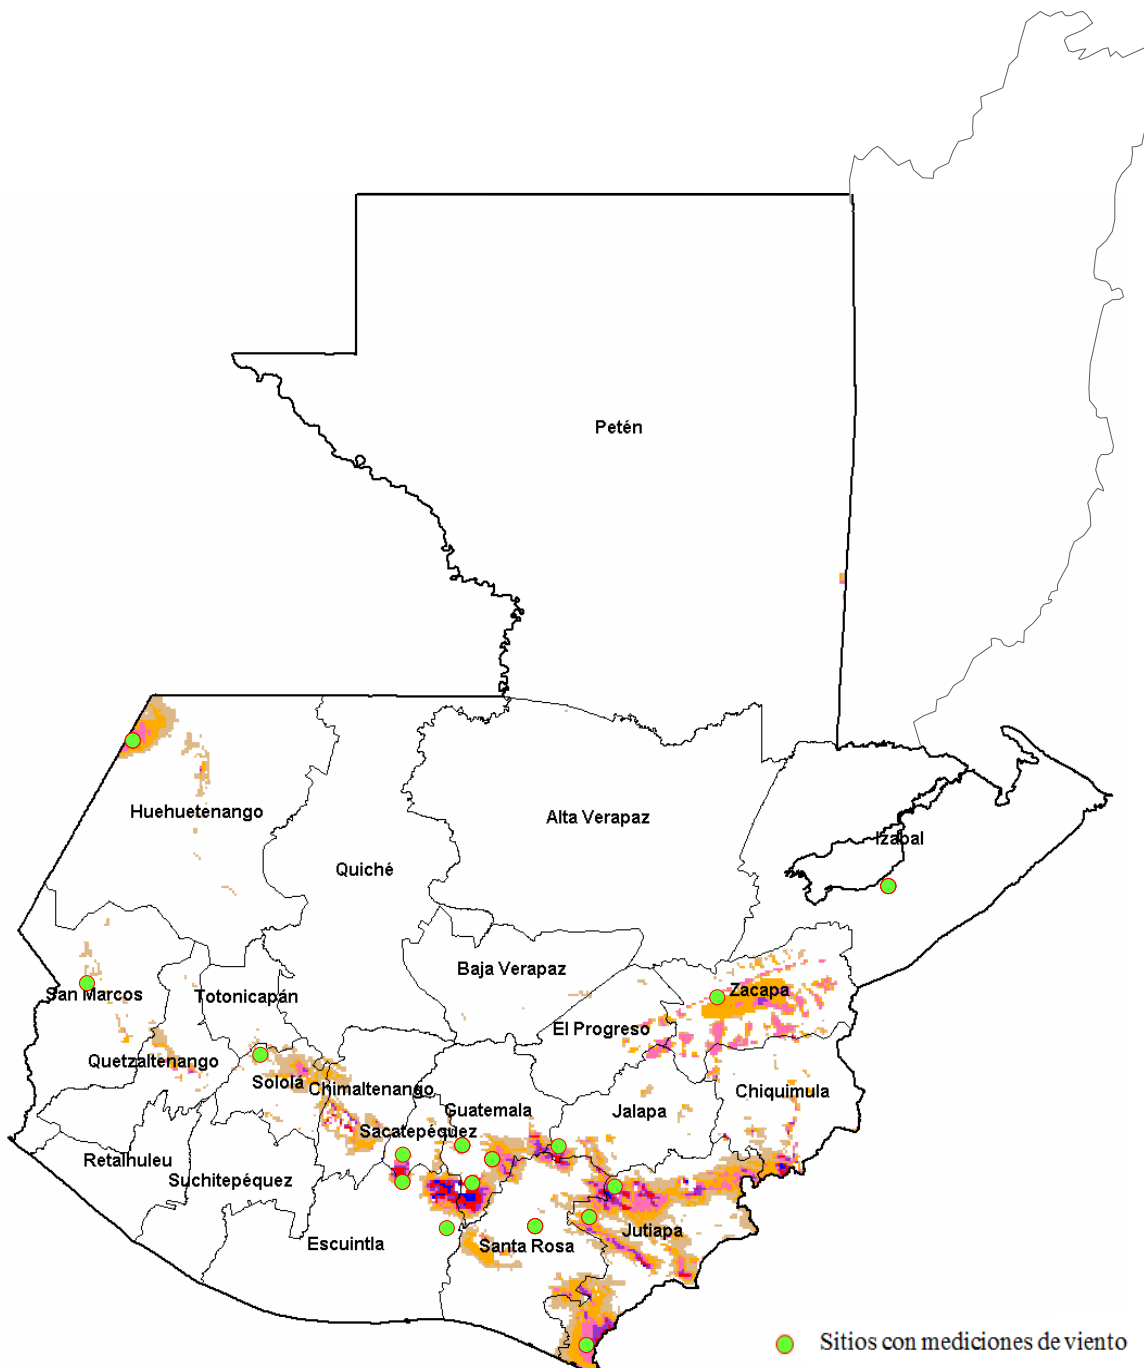 Petén
Huehuetenango
Alta Verapaz
Izabal
Quiché
Baja Verapaz
Zacapa
San Marcos
Totonicapán
El Progreso
Quetzaltenango
Sololá
Chimaltenango
Chiquimula
Guatemala
Jalapa
Sacatepéquez
Retalhuleu
Suchitepéquez
Jutiapa
Escuintla
Santa Rosa
Sitios con mediciones de viento